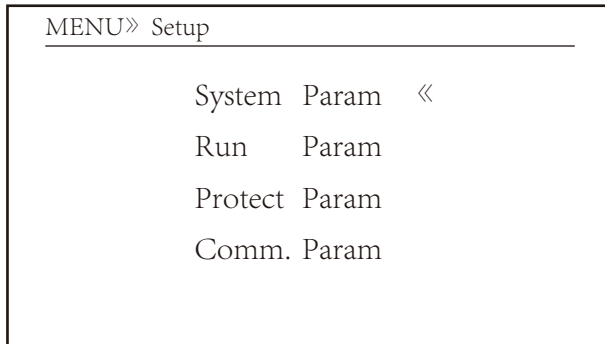 MENU》 Setup
System Param 《
Run Param
Protect Param
Comm. Param